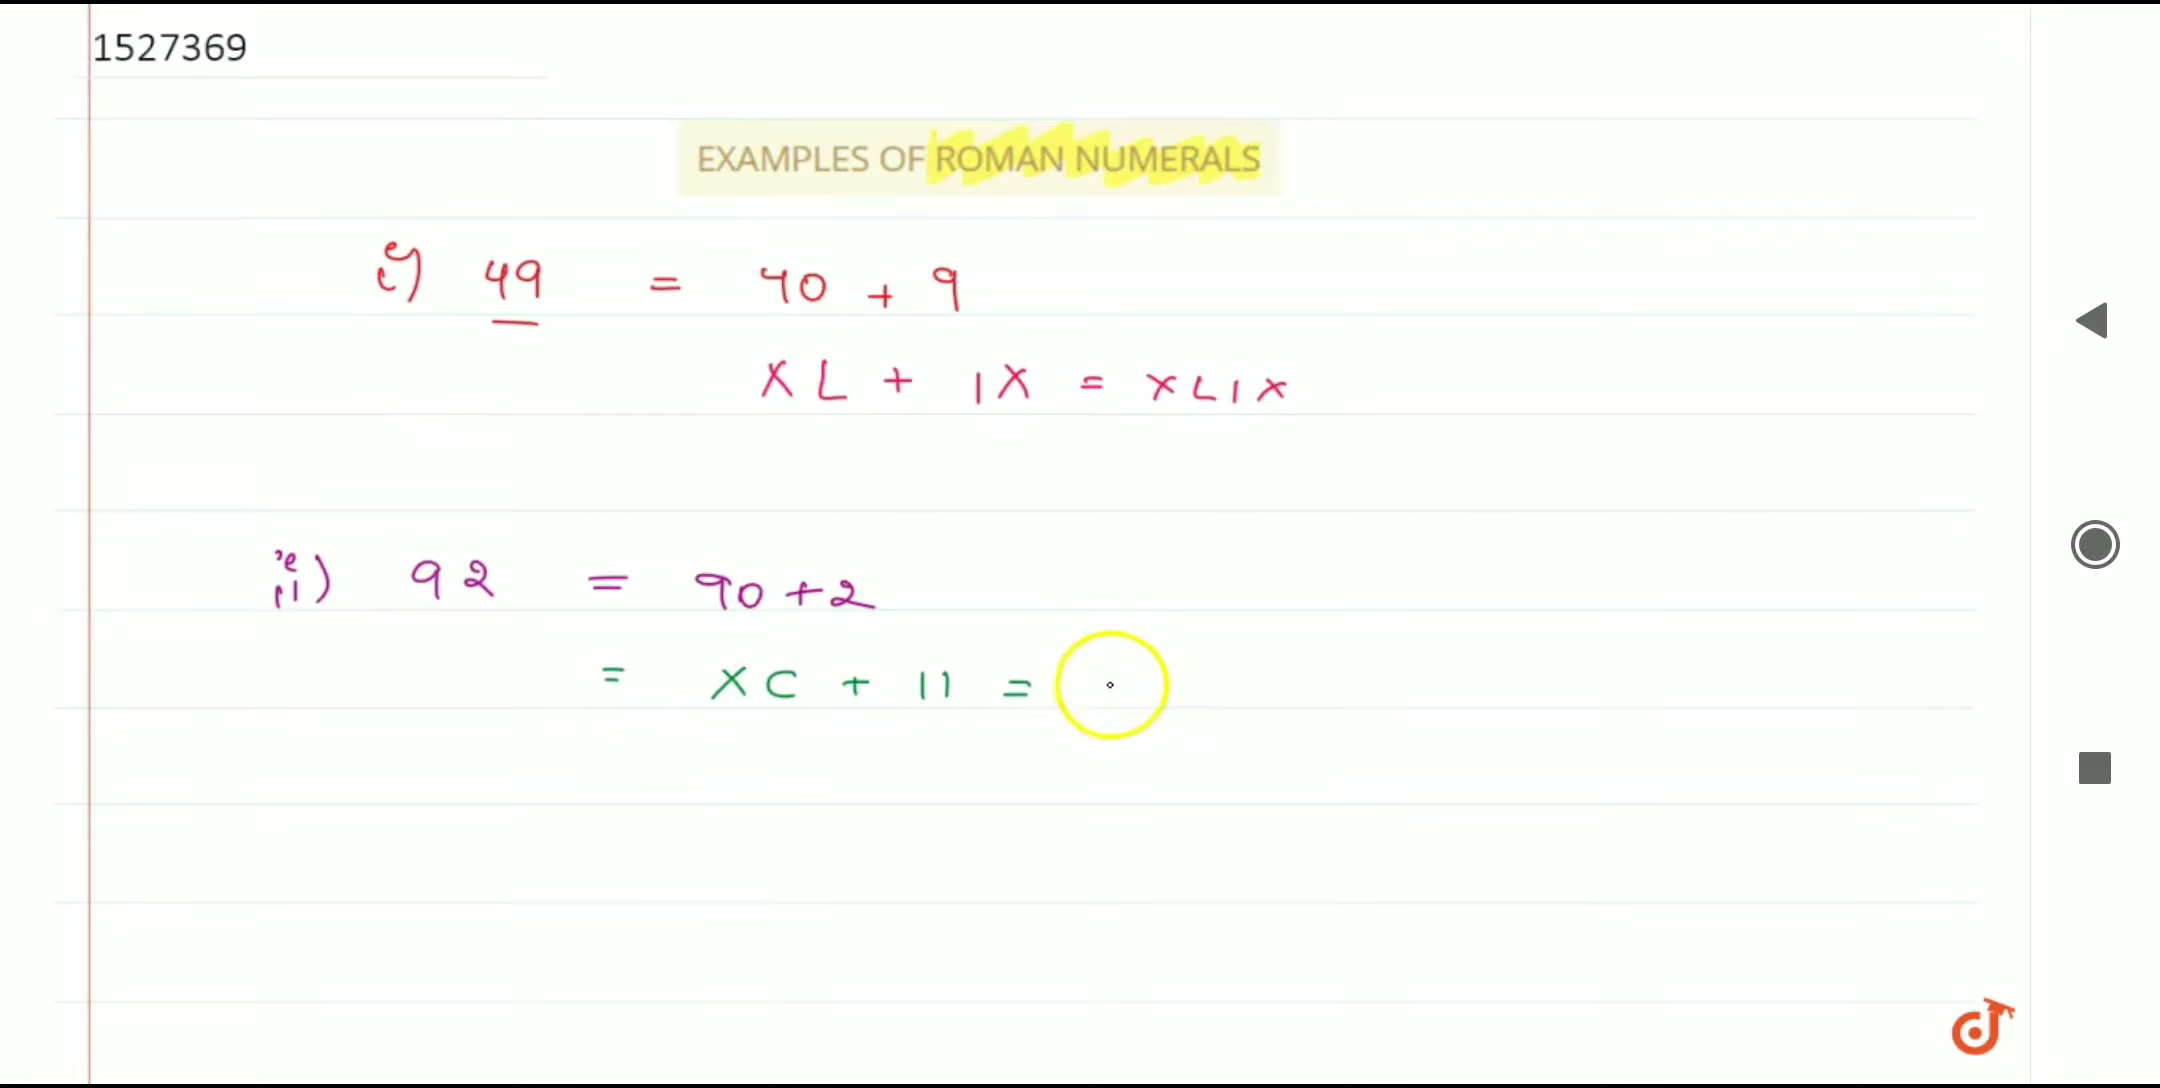 1527369
EXAMPLES OF ROMAN NUMERALS
i) 49 = 40 + 9
XL + IX = XLIX
ii) 92 = 90 + 2
= XC + II =